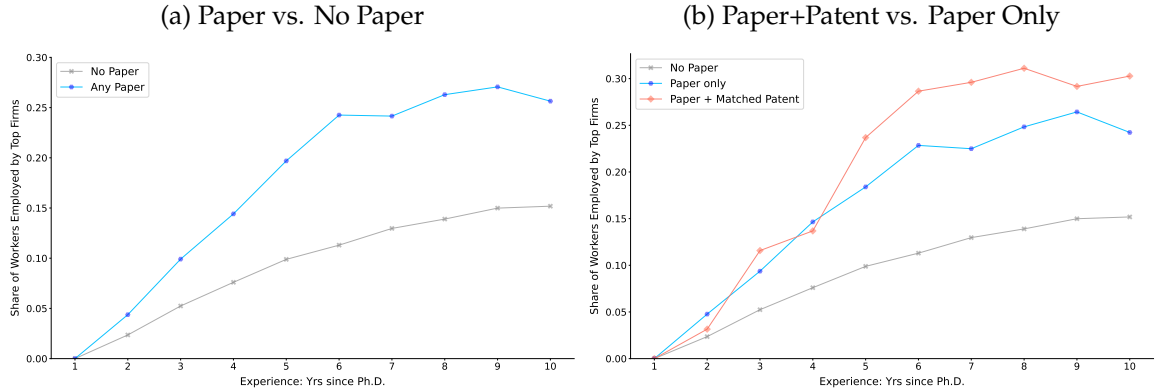 (a) Paper vs. No Paper
Share of Workers Employed by Top Firms
0.30
0.25
0.20
0.15
0.10
0.05
0.00
No Paper
Any Paper
1 2 3 4 5 6 7 8 9 10
Experience: Yrs since Ph.D.
(b) Paper+Patent vs. Paper Only
Share of Workers Employed by Top Firms
0.30
0.25
0.20
0.15
0.10
0.05
0.00
No Paper
Paper only
Paper + Matched Patent
1 2 3 4 5 6 7 8 9 10
Experience: Yrs since Ph.D.